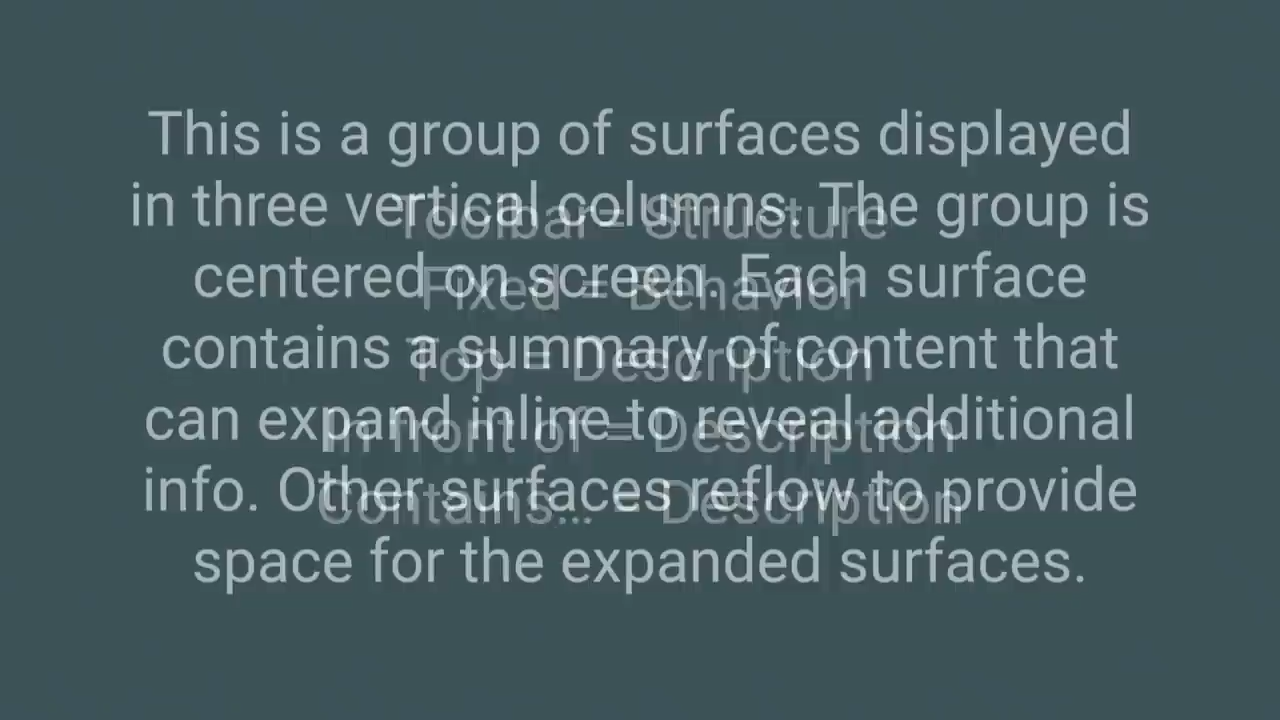 This is a group of surfaces displayed
in three vertical columns. The group is
centered on screen. Each surface
contains a summary of content that
can expand inline to reveal additional
info. Other surfaces reflow to provide
space for the expanded surfaces.
Toolbar = Structure
Fixed = Behavior
Top = Description
In front of = Description
Contains... = Description